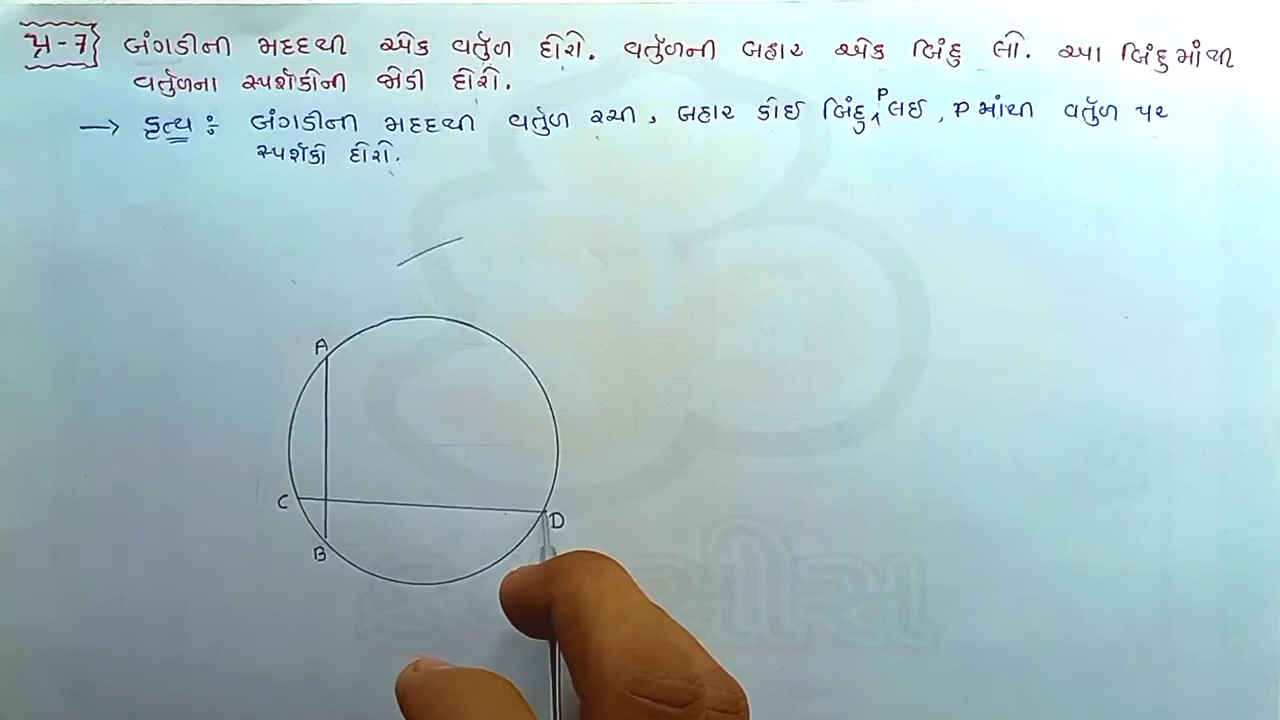 પ્ર-7 બંગડીની મદદથી એક વર્તુળ દોરો. વર્તુળની બહાર એક બિંદુ લો. આ બિંદુમાંથી
વર્તુળના સ્પર્શકોની જોડી દોરો.
→ કૃત્ય : બંગડીની મદદથી વર્તુળ રચી, બહાર કોઈ બિંદુ P લઈ, P માંથી વર્તુળ પર
સ્પર્શકો દોરો.
A
C
D
B